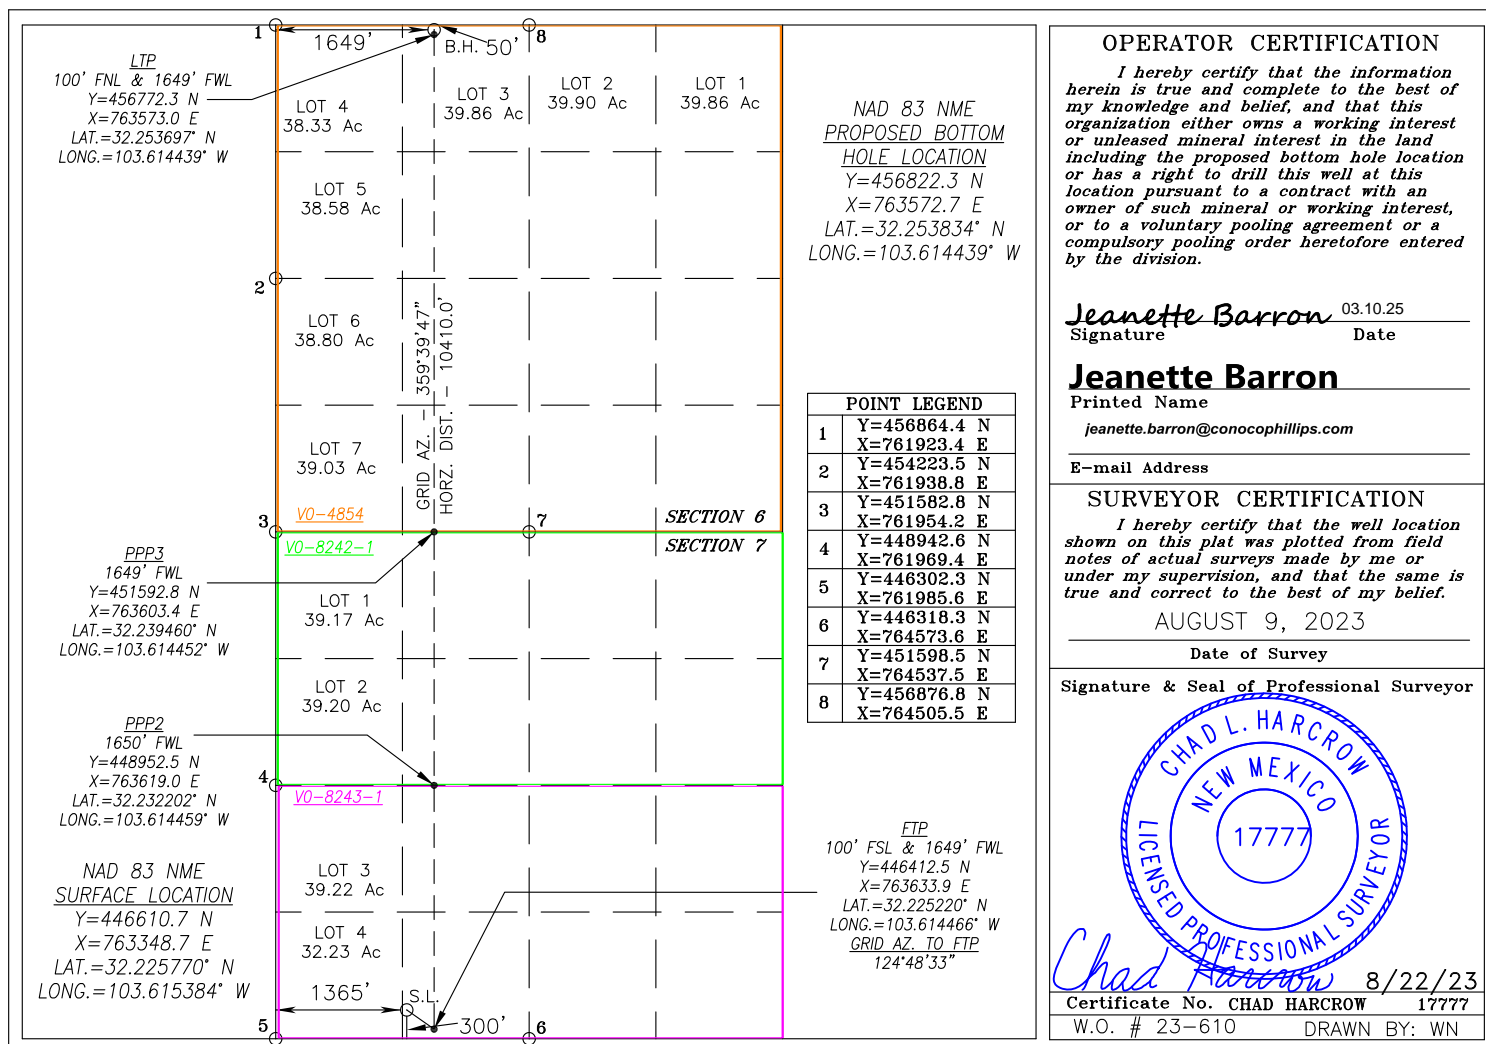 1
1649'
B.H. 50'
8
LTP
100' FNL & 1649' FWL
Y=456772.3 N
X=763573.0 E
LAT.=32.253697° N
LONG.=103.614439° W
LOT 4
38.33 Ac
LOT 3
39.86 Ac
LOT 2
39.90 Ac
LOT 1
39.86 Ac
NAD 83 NME
PROPOSED BOTTOM
HOLE LOCATION
Y=456822.3 N
X=763572.7 E
LAT.=32.253834° N
LONG.=103.614439° W
LOT 5
38.58 Ac
2
LOT 6
38.80 Ac
GRID AZ. - 359°39'47"
HORZ. DIST. - 10410.0'
LOT 7
39.03 Ac
3
VO-4854
7
SECTION 6
VO-8242-1
SECTION 7
PPP3
1649' FWL
Y=451592.8 N
X=763603.4 E
LAT.=32.239460° N
LONG.=103.614452° W
LOT 1
39.17 Ac
LOT 2
39.20 Ac
PPP2
1650' FWL
Y=448952.5 N
X=763619.0 E
LAT.=32.232202° N
LONG.=103.614459° W
4
VO-8243-1
NAD 83 NME
SURFACE LOCATION
Y=446610.7 N
X=763348.7 E
LAT.=32.225770° N
LONG.=103.615384° W
LOT 3
39.22 Ac
LOT 4
32.23 Ac
1365'
S.L.
300'
5
6
FTP
100' FSL & 1649' FWL
Y=446412.5 N
X=763633.9 E
LAT.=32.225220° N
LONG.=103.614466° W
GRID AZ. TO FTP
124°48'33"
POINT LEGEND
1 Y=456864.4 N
X=761923.4 E
2 Y=454223.5 N
X=761938.8 E
3 Y=451582.8 N
X=761954.2 E
4 Y=448942.6 N
X=761969.4 E
5 Y=446302.3 N
X=761985.6 E
6 Y=446318.3 N
X=764573.6 E
7 Y=451598.5 N
X=764537.5 E
8 Y=456876.8 N
X=764505.5 E
OPERATOR CERTIFICATION
I hereby certify that the information
herein is true and complete to the best of
my knowledge and belief, and that this
organization either owns a working interest
or unleased mineral interest in the land
including the proposed bottom hole location
or has a right to drill this well at this
location pursuant to a contract with an
owner of such mineral or working interest,
or to a voluntary pooling agreement or a
compulsory pooling order heretofore entered
by the division.
Jeanette Barron 03.10.25
Signature Date
Jeanette Barron
Printed Name
jeanette.barron@conocophillips.com
E-mail Address
SURVEYOR CERTIFICATION
I hereby certify that the well location
shown on this plat was plotted from field
notes of actual surveys made by me or
under my supervision, and that the same is
true and correct to the best of my belief.
AUGUST 9, 2023
Date of Survey
Signature & Seal of Professional Surveyor
CHAD L. HARCROW
NEW MEXICO
17777
LICENSED PROFESSIONAL SURVEYOR
Chad Harcrow 8/22/23
Certificate No. CHAD HARCROW 17777
W.O. # 23-610 DRAWN BY: WN